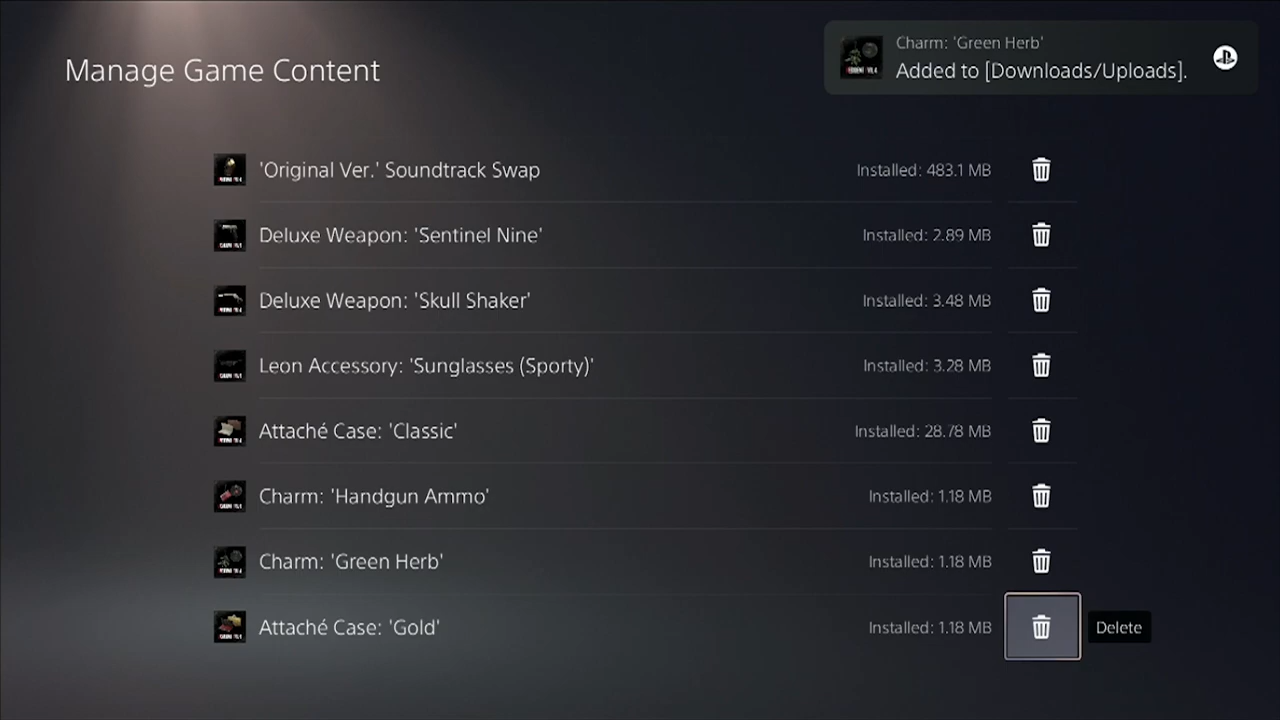 Charm: 'Green Herb'
Added to [Downloads/Uploads].
Manage Game Content
'Original Ver.' Soundtrack Swap
Installed: 483.1 MB
Deluxe Weapon: 'Sentinel Nine'
Installed: 2.89 MB
Deluxe Weapon: 'Skull Shaker'
Installed: 3.48 MB
Leon Accessory: 'Sunglasses (Sporty)'
Installed: 3.28 MB
Attaché Case: 'Classic'
Installed: 28.78 MB
Charm: 'Handgun Ammo'
Installed: 1.18 MB
Charm: 'Green Herb'
Installed: 1.18 MB
Attaché Case: 'Gold'
Installed: 1.18 MB
Delete